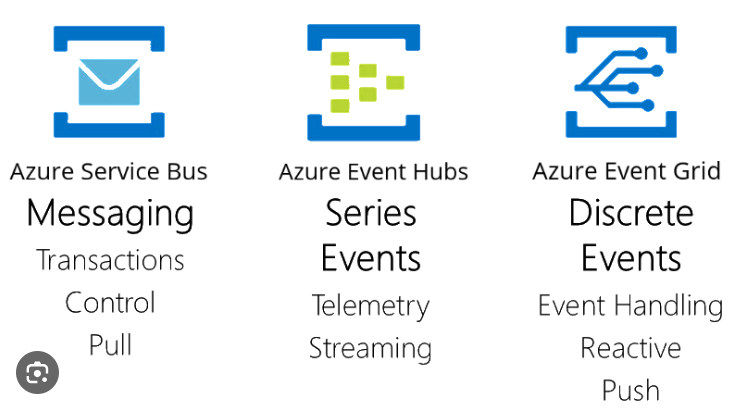 Azure Service Bus
Messaging
Transactions
Control
Pull
Azure Event Hubs
Series
Events
Telemetry
Streaming
Azure Event Grid
Discrete
Events
Event Handling
Reactive
Push